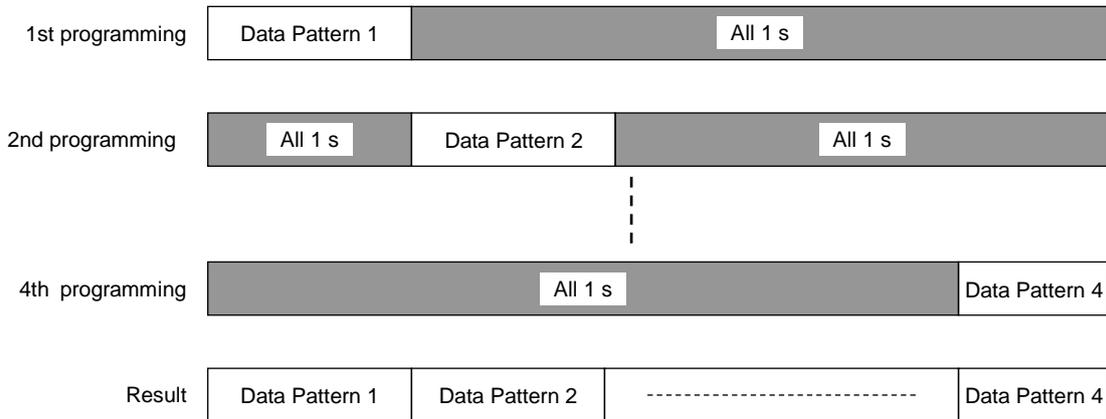 1st programming
Data Pattern 1
All 1 s
2nd programming
All 1 s
Data Pattern 2
All 1 s
4th programming
All 1 s
Data Pattern 4
Result
Data Pattern 1
Data Pattern 2
Data Pattern 4